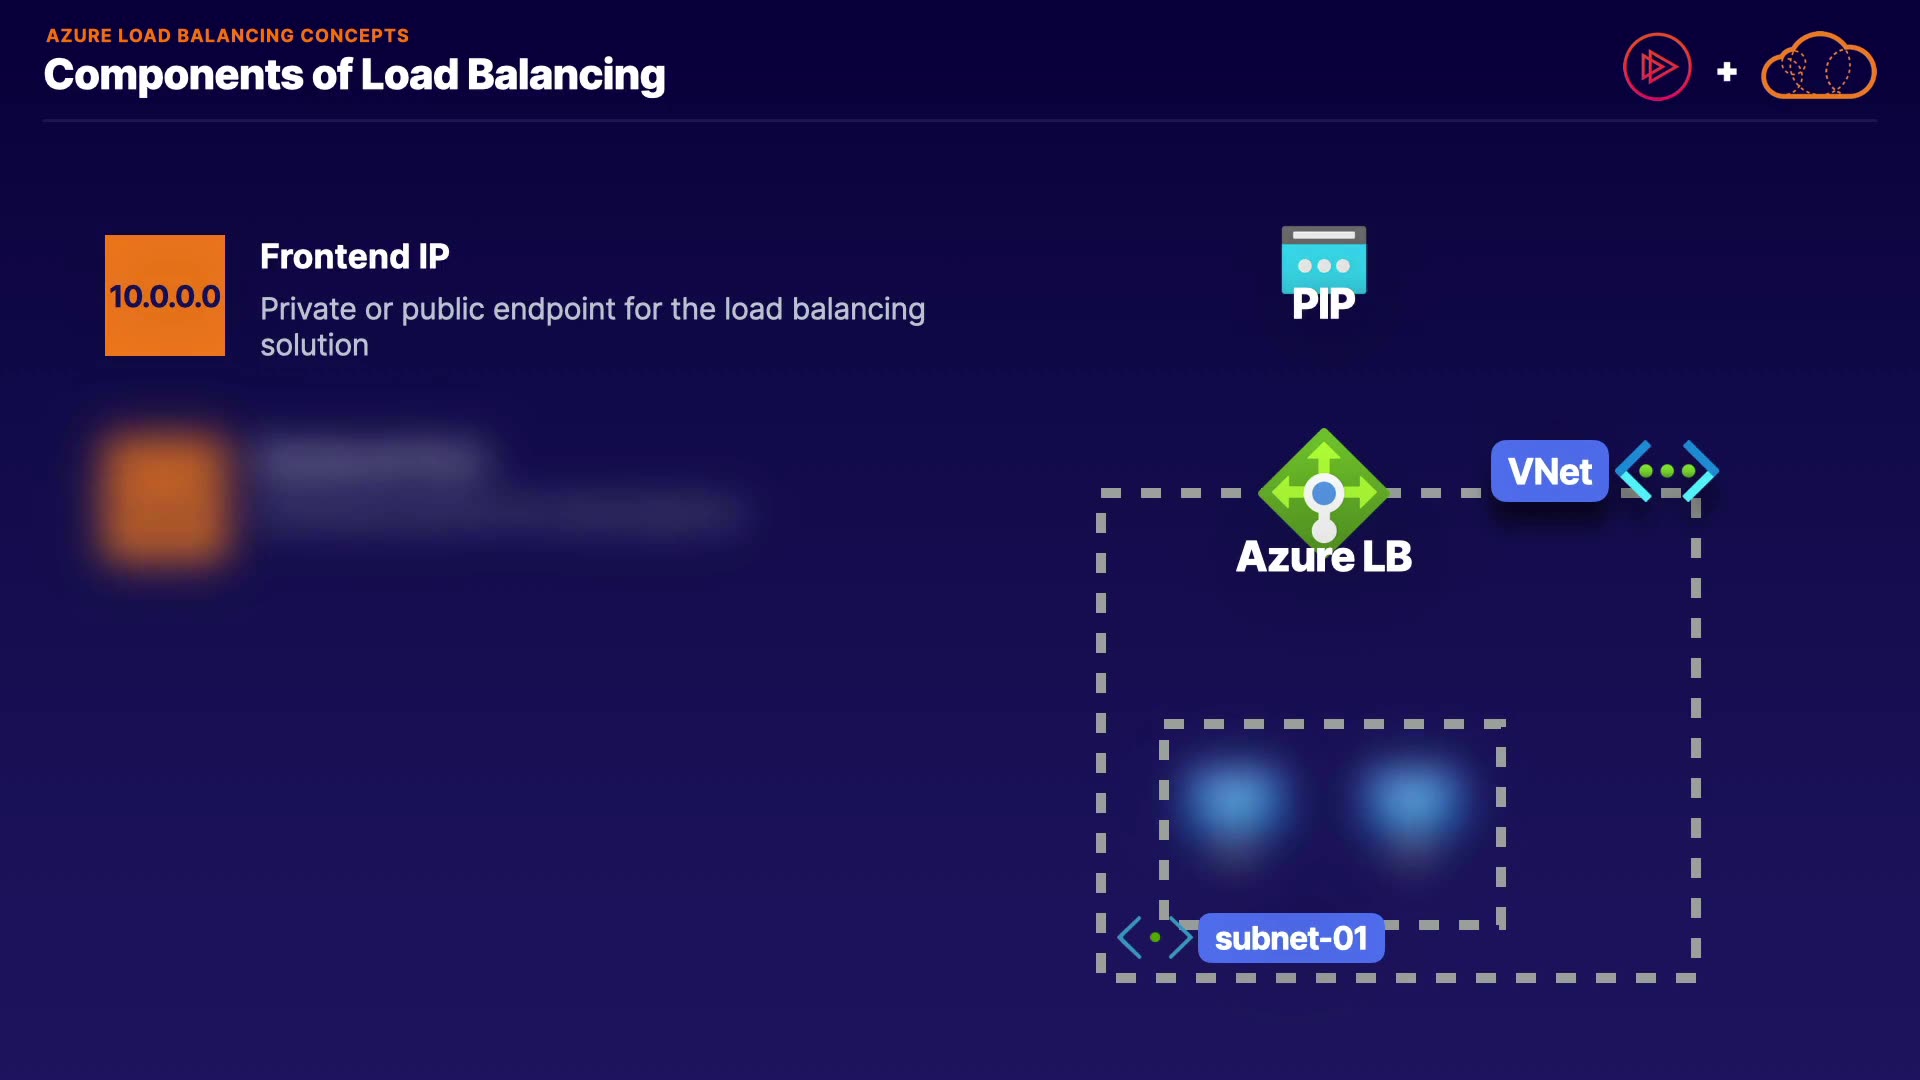 AZURE LOAD BALANCING CONCEPTS
Components of Load Balancing
10.0.0.0
Frontend IP
Private or public endpoint for the load balancing
solution
PIP
VNet
Azure LB
subnet-01